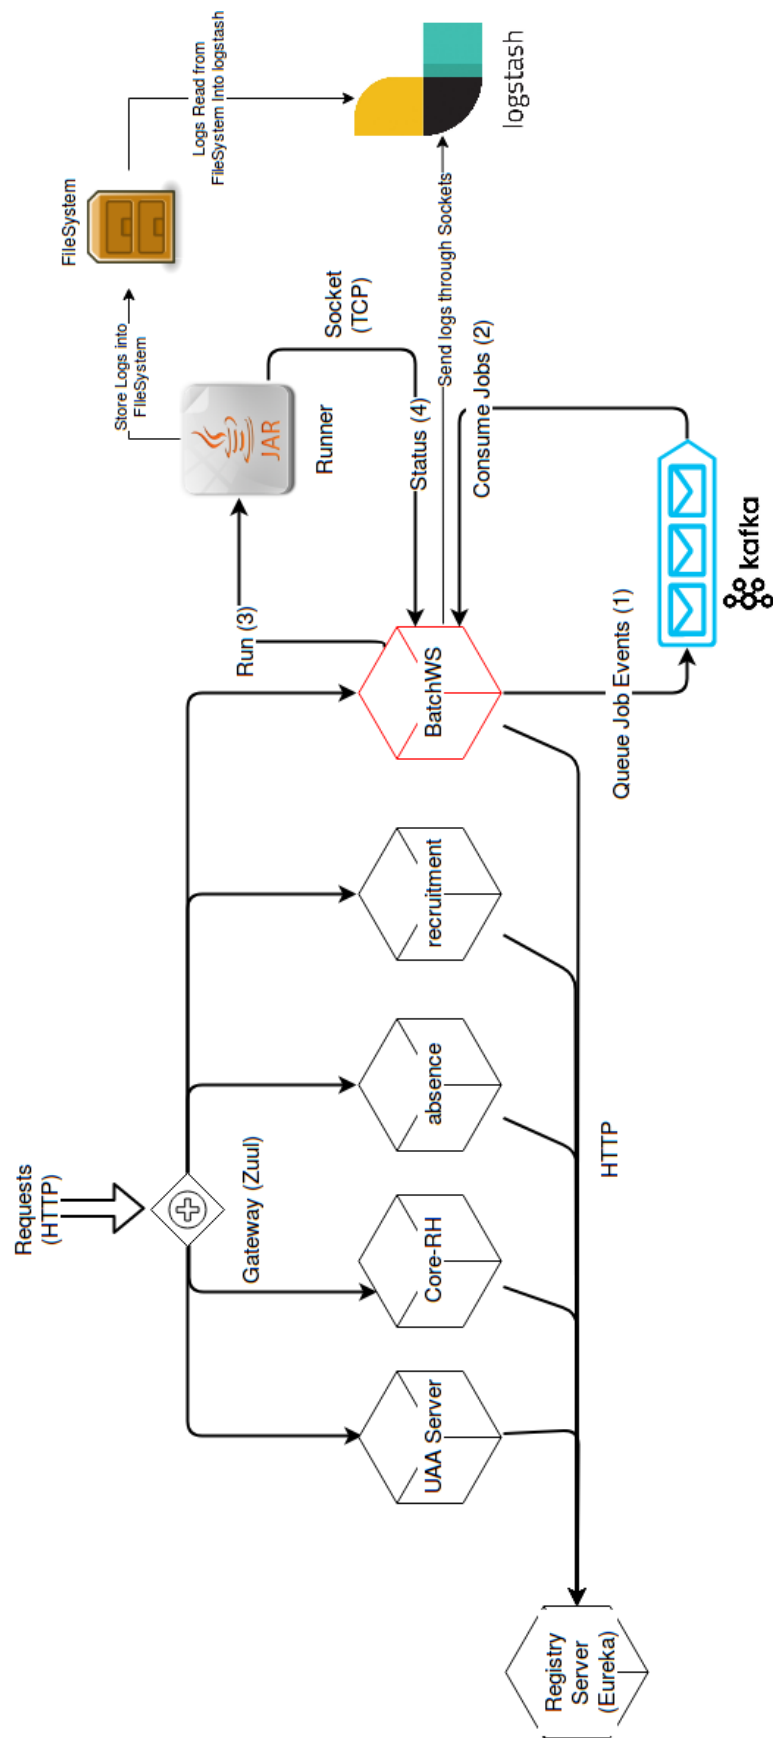 Requests
(HTTP)
Gateway (Zuul)
UAA Server
Core-RH
absence
recruitment
BatchWS
Registry
Server
(Eureka)
HTTP
Run (3)
Queue Job Events (1)
Consume Jobs (2)
Status (4)
Socket
(TCP)
JAR
Runner
Store Logs into
FIleSystem
FileSystem
Logs Read from
FileSystem Into logstash
Send logs through Sockets
logstash
kafka